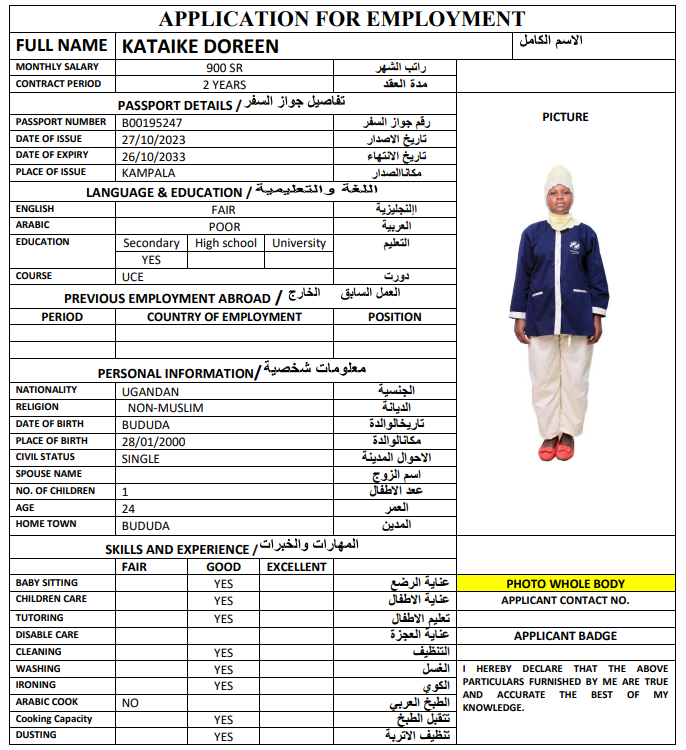 APPLICATION FOR EMPLOYMENT
FULL NAME KATAIKE DOREEN الاسم الكامل
MONTHLY SALARY 900 SR راتب الشهر
CONTRACT PERIOD 2 YEARS مدة العقد
PASSPORT DETAILS / تفاصيل جواز السفر
PICTURE
PASSPORT NUMBER B00195247 رقم جواز السفر
DATE OF ISSUE 27/10/2023 تاريخ الاصدار
DATE OF EXPIRY 26/10/2033 تاريخ الانتهاء
PLACE OF ISSUE KAMPALA مكاناالصدار
LANGUAGE & EDUCATION / اللغة والتعليمية
ENGLISH FAIR االنجليزية
ARABIC POOR العربية
EDUCATION Secondary High school University التعليم
YES
COURSE UCE دورت
PREVIOUS EMPLOYMENT ABROAD / العمل السابق الخارج
PERIOD COUNTRY OF EMPLOYMENT POSITION
PERSONAL INFORMATION/ معلومات شخصية
NATIONALITY UGANDAN الجنسية
RELIGION NON-MUSLIM الديانة
DATE OF BIRTH BUDUDA تاريخالوالدة
PLACE OF BIRTH 28/01/2000 مكانالوالدة
CIVIL STATUS SINGLE الاحوال المدينة
SPOUSE NAME اسم الزوج
NO. OF CHILDREN 1 عدد الاطفال
AGE 24 العمر
HOME TOWN BUDUDA المدين
SKILLS AND EXPERIENCE / المهارات والخبرات
FAIR GOOD EXCELLENT
BABY SITTING YES عناية الرضع PHOTO WHOLE BODY
CHILDREN CARE YES عناية الاطفال APPLICANT CONTACT NO.
TUTORING YES تعليم الاطفال
DISABLE CARE عناية العجزة APPLICANT BADGE
CLEANING YES التنظيف
WASHING YES الغسل
IRONING YES الكوي
ARABIC COOK NO الطبخ العربي
Cooking Capacity YES تتقبل الطبخ
DUSTING YES تنظيف الاتربة
I HEREBY DECLARE THAT THE ABOVE
PARTICULARS FURNISHED BY ME ARE TRUE
AND ACCURATE THE BEST OF MY
KNOWLEDGE.